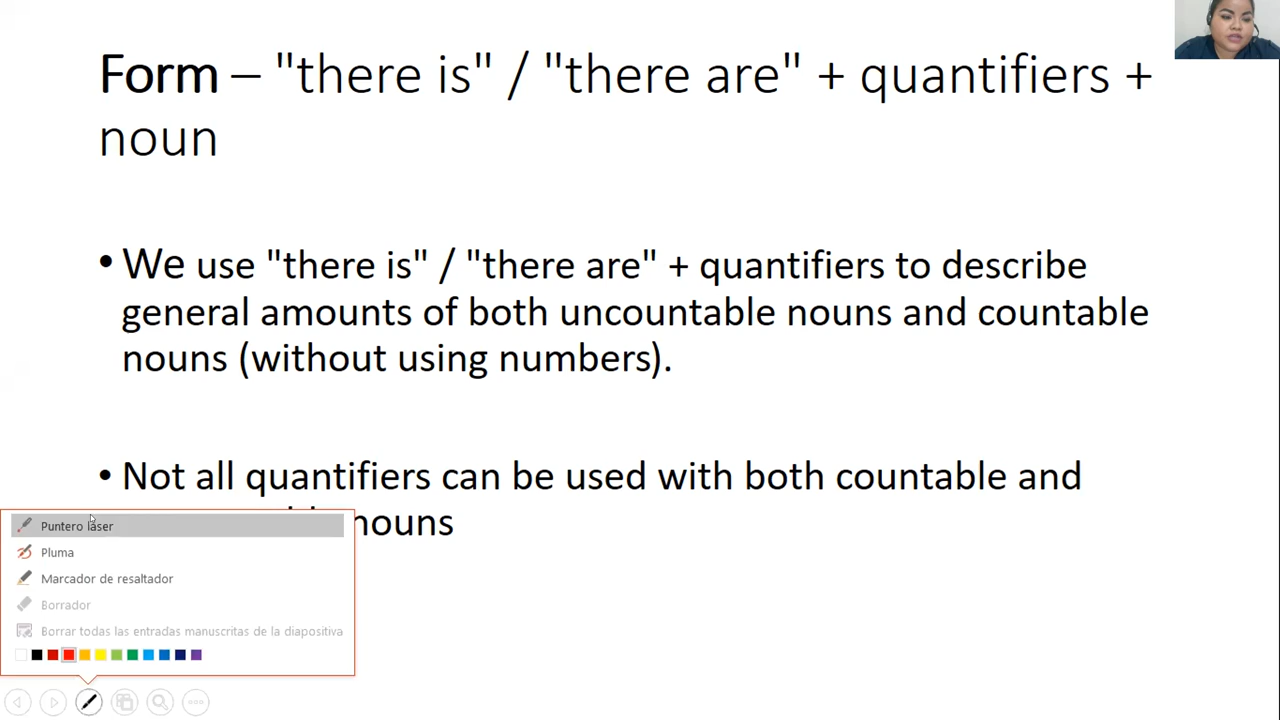 Form – "there is" / "there are" + quantifiers +
noun
• We use "there is" / "there are" + quantifiers to describe
general amounts of both uncountable nouns and countable
nouns (without using numbers).
• Not all quantifiers can be used with both countable and
nouns
Puntero láser
Pluma
Marcador de resaltador
Borrador
Borrar todas las entradas manuscritas de la diapositiva